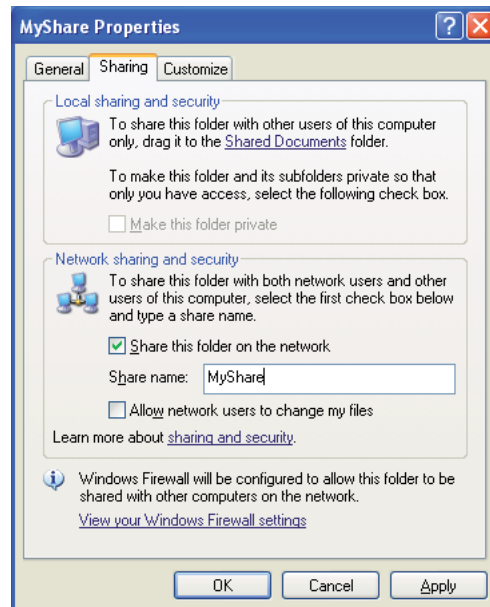 MyShare Properties
General Sharing Customize
Local sharing and security
To share this folder with other users of this computer
only, drag it to the Shared Documents folder.
To make this folder and its subfolders private so that
only you have access, select the following check box.
Make this folder private
Network sharing and security
To share this folder with both network users and other
users of this computer, select the first check box below
and type a share name.
Share this folder on the network
Share name: MyShare
Allow network users to change my files
Learn more about sharing and security.
Windows Firewall will be configured to allow this folder to be
shared with other computers on the network.
View your Windows Firewall settings
OK Cancel Apply